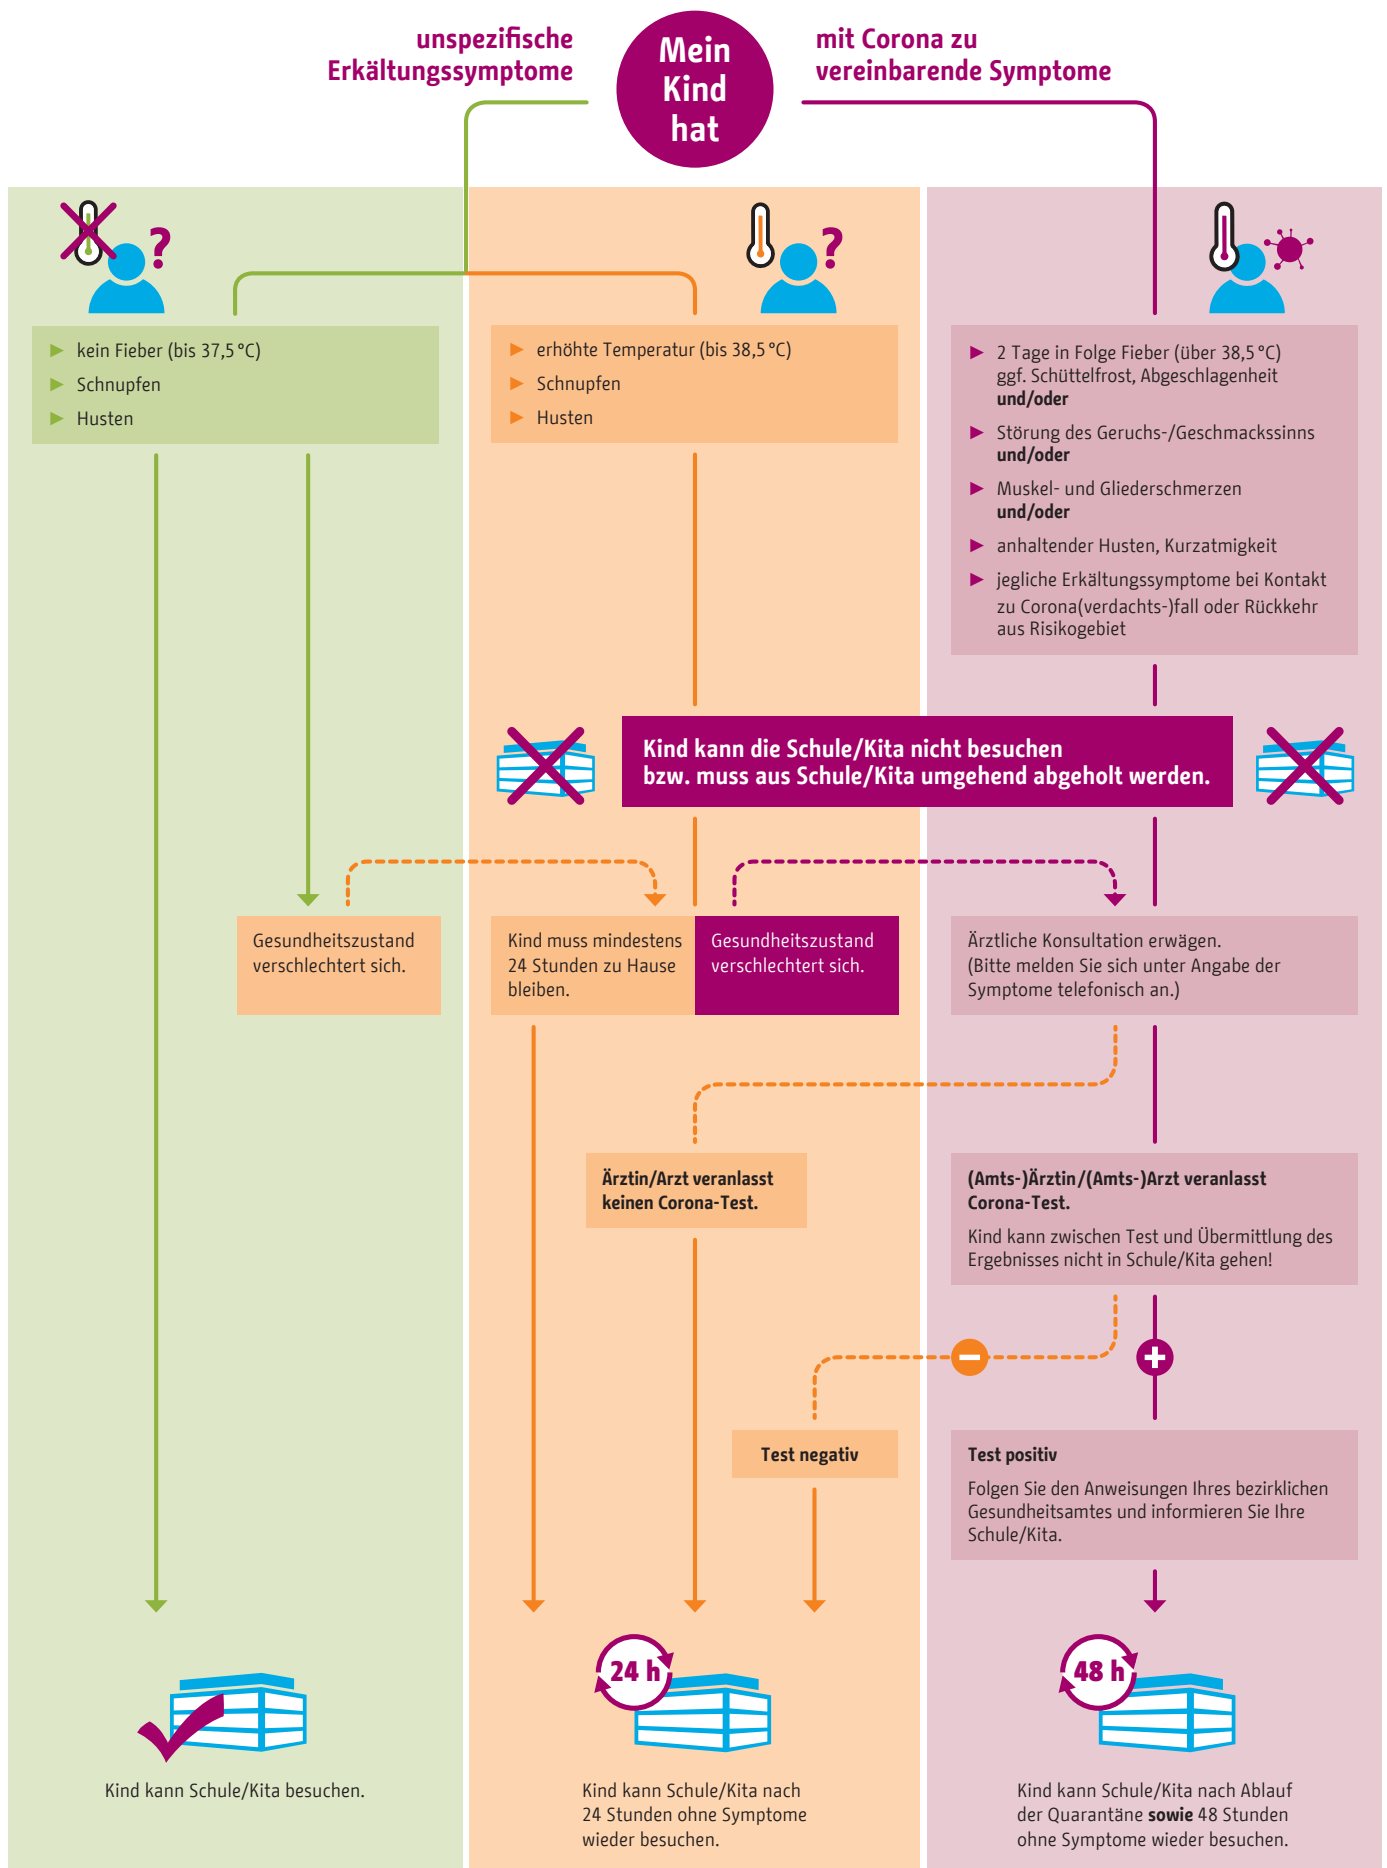 unspezifische
Erkältungssymptome
Mein
Kind
hat
mit Corona zu
vereinbarende Symptome
?
?
► kein Fieber (bis 37,5 °C)
► Schnupfen
► Husten
► erhöhte Temperatur (bis 38,5 °C)
► Schnupfen
► Husten
► 2 Tage in Folge Fieber (über 38,5 °C)
ggf. Schüttelfrost, Abgeschlagenheit
und/oder
► Störung des Geruchs-/Geschmackssinns
und/oder
► Muskel- und Gliederschmerzen
und/oder
► anhaltender Husten, Kurzatmigkeit
► jegliche Erkältungssymptome bei Kontakt
zu Corona(verdachts-)fall oder Rückkehr
aus Risikogebiet
Kind kann die Schule/Kita nicht besuchen
bzw. muss aus Schule/Kita umgehend abgeholt werden.
Gesundheitszustand
verschlechtert sich.
Kind muss mindestens
24 Stunden zu Hause
bleiben.
Gesundheitszustand
verschlechtert sich.
Ärztliche Konsultation erwägen.
(Bitte melden Sie sich unter Angabe der
Symptome telefonisch an.)
Ärztin/Arzt veranlasst
keinen Corona-Test.
(Amts-)Ärztin/(Amts-)Arzt veranlasst
Corona-Test.
Kind kann zwischen Test und Übermittlung des
Ergebnisses nicht in Schule/Kita gehen!
Test negativ
Test positiv
Folgen Sie den Anweisungen Ihres bezirklichen
Gesundheitsamtes und informieren Sie Ihre
Schule/Kita.
24 h
48 h
Kind kann Schule/Kita besuchen.
Kind kann Schule/Kita nach
24 Stunden ohne Symptome
wieder besuchen.
Kind kann Schule/Kita nach Ablauf
der Quarantäne sowie 48 Stunden
ohne Symptome wieder besuchen.